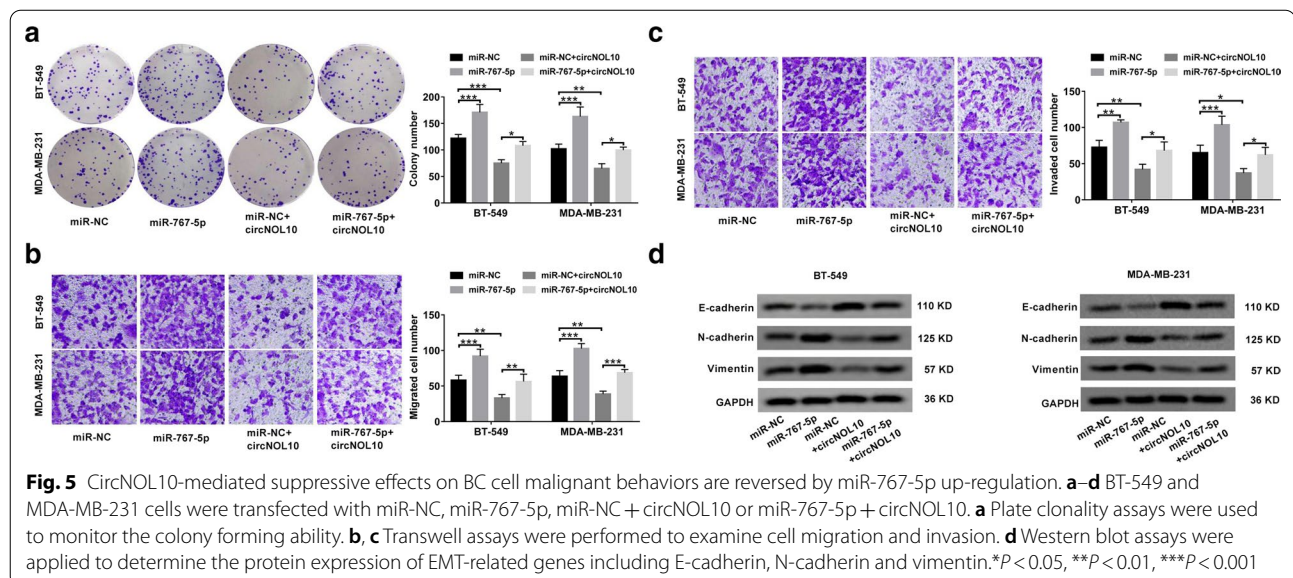 a
BT-549
MDA-MB-231
miR-NC
miR-767-5p
miR-NC+
circNOL10
miR-767-5p+
circNOL10
miR-NC
miR-NC+circNOL10
miR-767-5p
miR-767-5p+circNOL10
Colony number
200
150
100
50
0
***
***
*
**
***
*
BT-549
MDA-MB-231
b
BT-549
MDA-MB-231
miR-NC
miR-767-5p
miR-NC+
circNOL10
miR-767-5p+
circNOL10
miR-NC
miR-NC+circNOL10
miR-767-5p
miR-767-5p+circNOL10
Migrated cell number
150
100
50
0
**
***
**
**
***
***
BT-549
MDA-MB-231
c
BT-549
MDA-MB-231
miR-NC
miR-767-5p
miR-NC+
circNOL10
miR-767-5p+
circNOL10
miR-NC
miR-NC+circNOL10
miR-767-5p
miR-767-5p+circNOL10
Invaded cell number
150
100
50
0
**
**
*
*
***
*
BT-549
MDA-MB-231
d
BT-549
E-cadherin
110 KD
N-cadherin
125 KD
Vimentin
57 KD
GAPDH
36 KD
miR-NC
miR-767-5p
miR-NC
+circNOL10
miR-767-5p
+circNOL10
MDA-MB-231
E-cadherin
110 KD
N-cadherin
125 KD
Vimentin
57 KD
GAPDH
36 KD
miR-NC
miR-767-5p
miR-NC
+circNOL10
miR-767-5p
+circNOL10
Fig. 5 CircNOL10-mediated suppressive effects on BC cell malignant behaviors are reversed by miR-767-5p up-regulation. a–d BT-549 and
MDA-MB-231 cells were transfected with miR-NC, miR-767-5p, miR-NC + circNOL10 or miR-767-5p + circNOL10. a Plate clonality assays were used
to monitor the colony forming ability. b, c Transwell assays were performed to examine cell migration and invasion. d Western blot assays were
applied to determine the protein expression of EMT-related genes including E-cadherin, N-cadherin and vimentin.*P < 0.05, **P < 0.01, ***P < 0.001